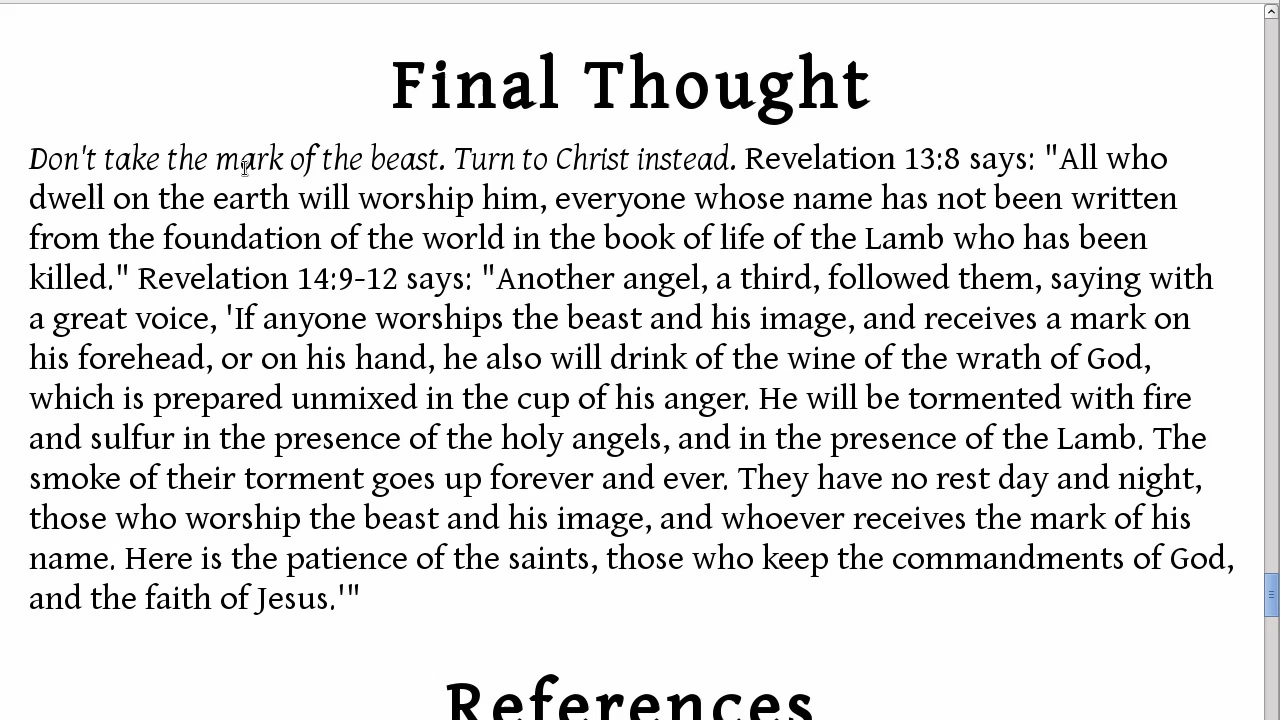 Final Thought
Don't take the mark of the beast. Turn to Christ instead. Revelation 13:8 says: "All who
dwell on the earth will worship him, everyone whose name has not been written
from the foundation of the world in the book of life of the Lamb who has been
killed." Revelation 14:9-12 says: "Another angel, a third, followed them, saying with
a great voice, 'If anyone worships the beast and his image, and receives a mark on
his forehead, or on his hand, he also will drink of the wine of the wrath of God,
which is prepared unmixed in the cup of his anger. He will be tormented with fire
and sulfur in the presence of the holy angels, and in the presence of the Lamb. The
smoke of their torment goes up forever and ever. They have no rest day and night,
those who worship the beast and his image, and whoever receives the mark of his
name. Here is the patience of the saints, those who keep the commandments of God,
and the faith of Jesus.'"
References